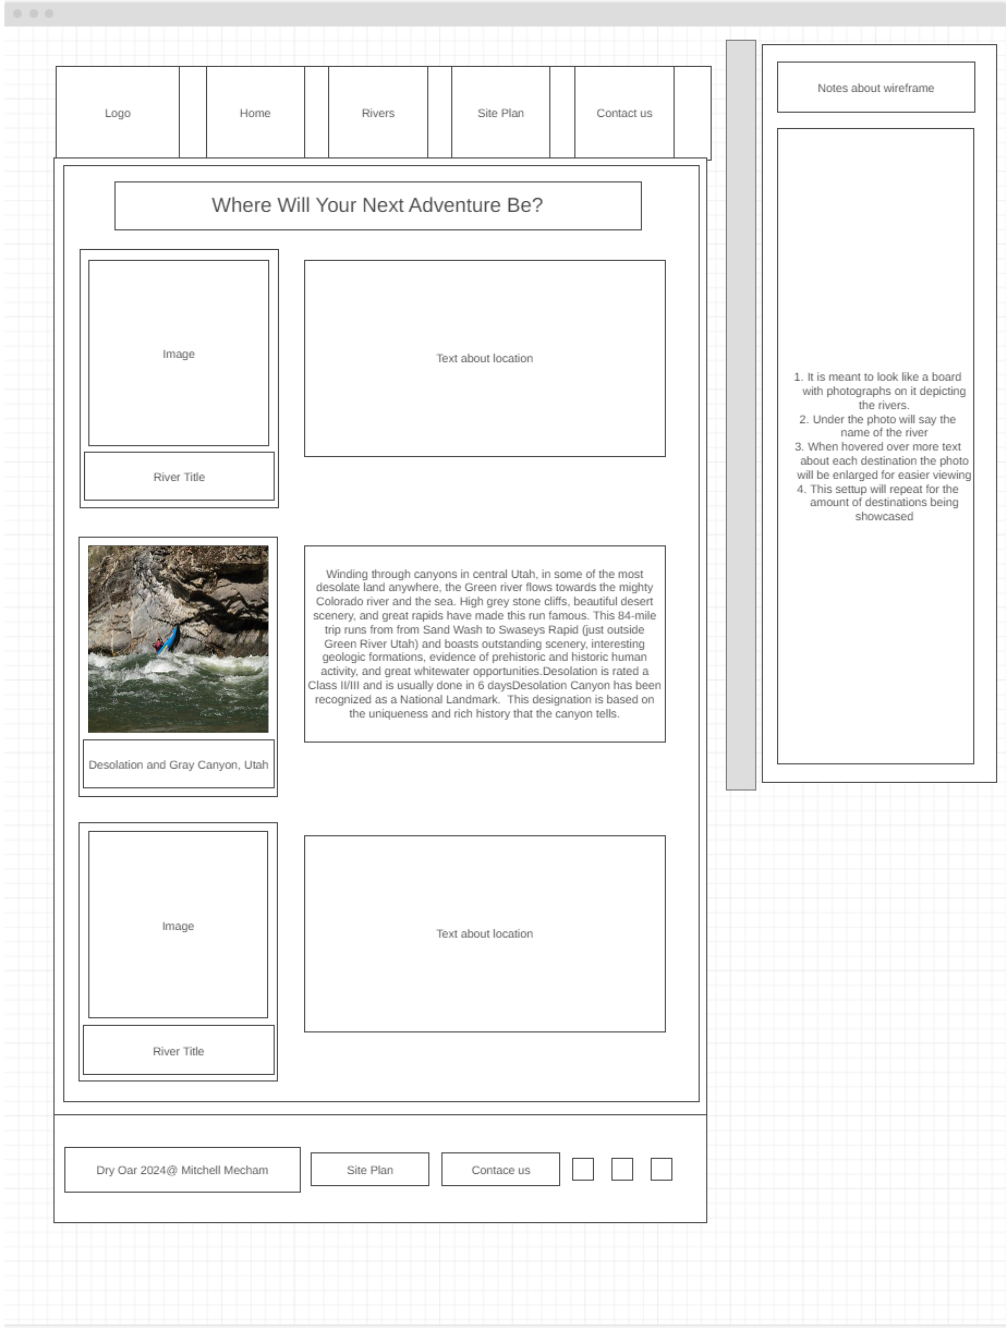 Logo
Home
Rivers
Site Plan
Contact us
Where Will Your Next Adventure Be?
Image
Text about location
River Title
Winding through canyons in central Utah, in some of the most
desolate land anywhere, the Green river flows towards the mighty
Colorado river and the sea. High grey stone cliffs, beautiful desert
scenery, and great rapids have made this run famous. This 84-mile
trip runs from from Sand Wash to Swaseys Rapid (just outside
Green River Utah) and boasts outstanding scenery, interesting
geologic formations, evidence of prehistoric and historic human
activity, and great whitewater opportunities.Desolation is rated a
Class II/III and is usually done in 6 daysDesolation Canyon has been
recognized as a National Landmark.  This designation is based on
the uniqueness and rich history that the canyon tells.
Desolation and Gray Canyon, Utah
Image
Text about location
River Title
Dry Oar 2024@ Mitchell Mecham
Site Plan
Contace us
Notes about wireframe
1. It is meant to look like a board
with photographs on it depicting
the rivers.
2. Under the photo will say the
name of the river
3. When hovered over more text
about each destination the photo
will be enlarged for easier viewing
4. This settup will repeat for the
amount of destinations being
showcased